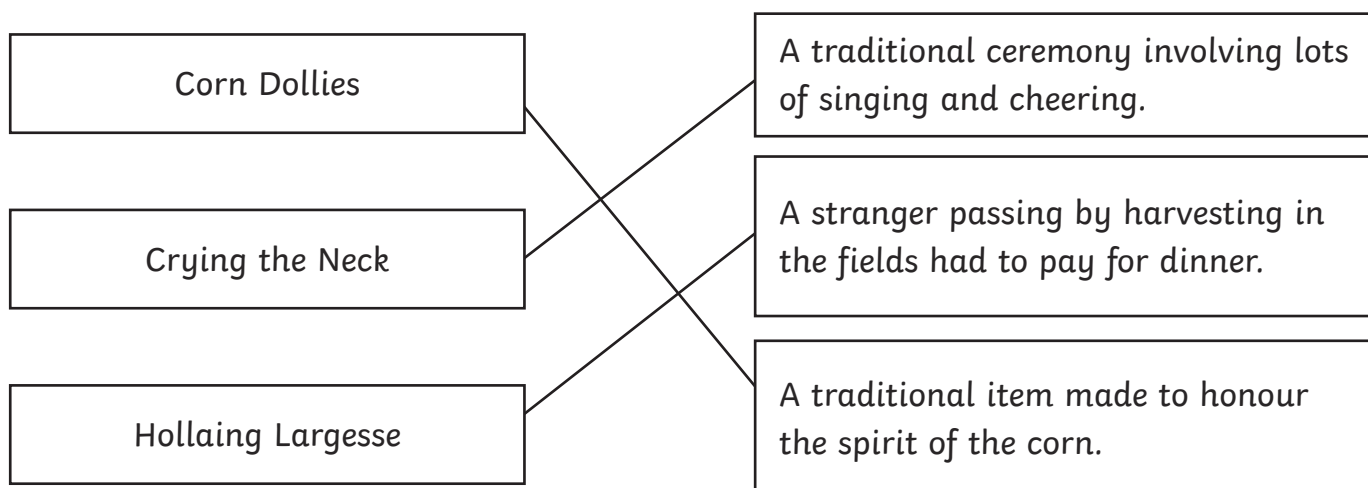 Corn Dollies
Crying the Neck
Hollaing Largesse
A traditional ceremony involving lots
of singing and cheering.
A stranger passing by harvesting in
the fields had to pay for dinner.
A traditional item made to honour
the spirit of the corn.